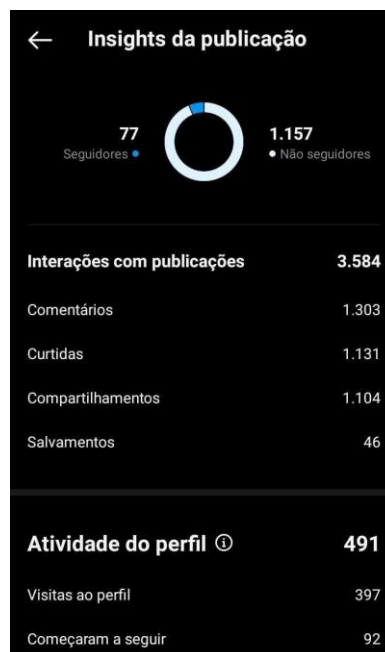 Insights da publicação
77
Seguidores
1.157
Não seguidores
Interações com publicações 3.584
Comentários 1.303
Curtidas 1.131
Compartilhamentos 1.104
Salvamentos 46
Atividade do perfil 491
Visitas ao perfil 397
Começaram a seguir 92